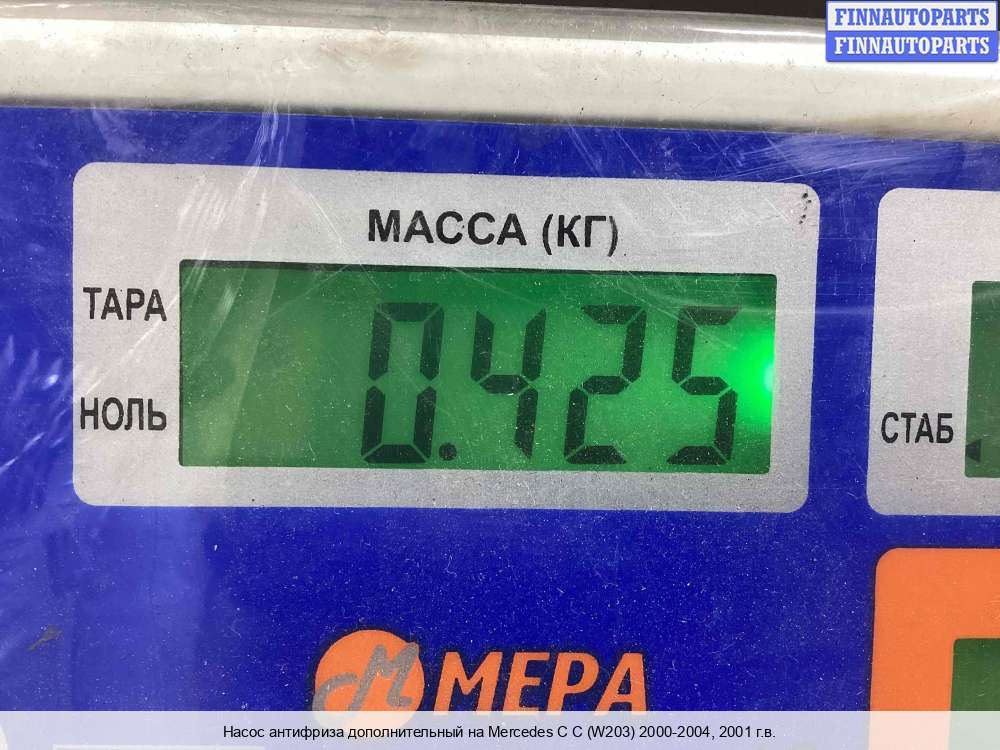 FINNAUTOPARTS
FINNAUTOPARTS
МАССА (КГ)
ТАРА
0.425
НОЛЬ
СТАБ
М МЕРА
Насос антифриза дополнительный на Mercedes C C (W203) 2000-2004, 2001 г.в.